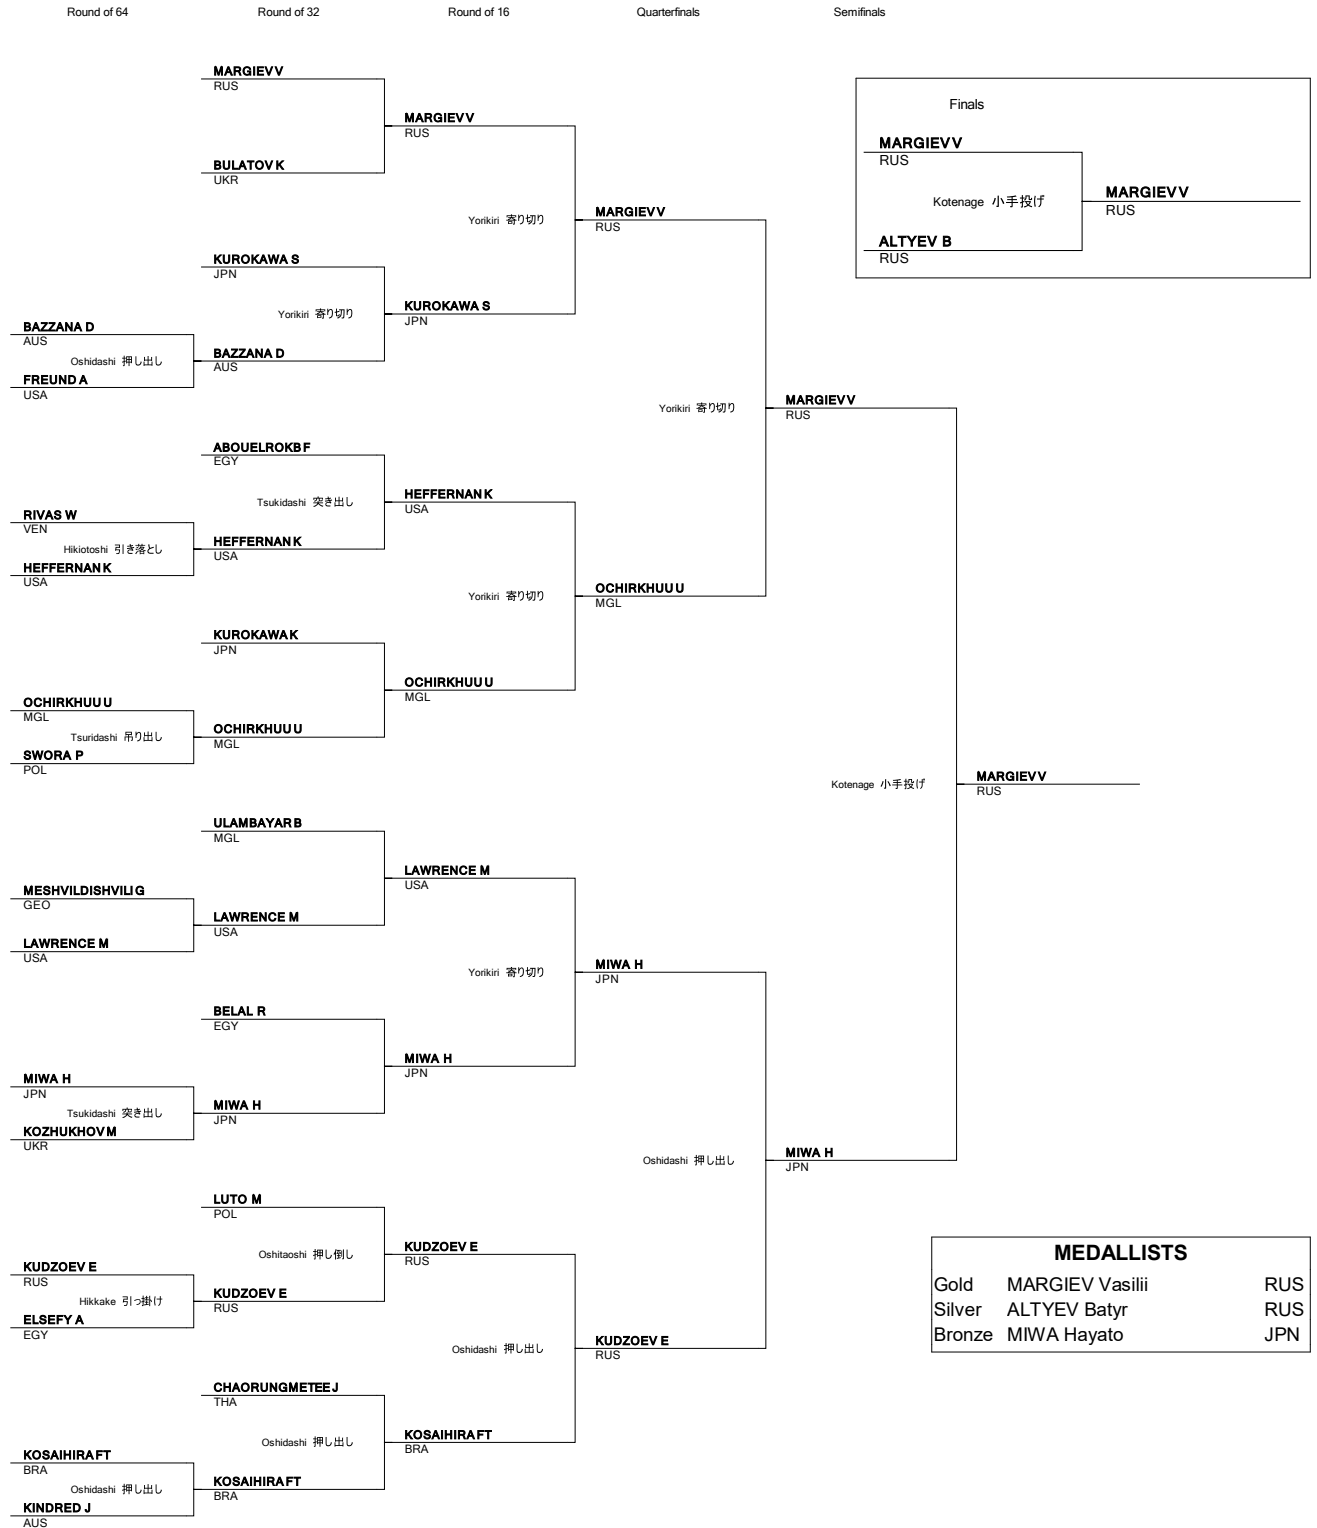 Round of 64 Round of 32 Round of 16 Quarterfinals Semifinals
MARGIEV V
RUS
Finals
MARGIEV V
RUS
MARGIEV V
RUS
BULATOV K
UKR
Kotenage 小手投げ
MARGIEV V
RUS
Yorikiri 寄り切り
MARGIEV V
RUS
ALTYEV B
RUS
KUROKAWA S
JPN
Yorikiri 寄り切り
KUROKAWA S
JPN
BAZZANA D
AUS
Oshidashi 押し出し
BAZZANA D
AUS
FREUND A
USA
Yorikiri 寄り切り
MARGIEV V
RUS
ABOUELROKB F
EGY
Tsukidashi 突き出し
HEFFERNAN K
USA
RIVAS W
VEN
Hikiotoshi 引き落とし
HEFFERNAN K
USA
HEFFERNAN K
USA
Yorikiri 寄り切り
OCHIRKHUU U
MGL
KUROKAWA K
JPN
OCHIRKHUU U
MGL
OCHIRKHUU U
MGL
Tsuridashi 吊り出し
OCHIRKHUU U
MGL
SWORA P
POL
Kotenage 小手投げ
MARGIEV V
RUS
ULAMBAYAR B
MGL
LAWRENCE M
USA
MESHVILDISHVILI G
GEO
LAWRENCE M
USA
LAWRENCE M
USA
Yorikiri 寄り切り
MIWA H
JPN
BELAL R
EGY
MIWA H
JPN
MIWA H
JPN
Tsukidashi 突き出し
MIWA H
JPN
KOZHUKHOV M
UKR
Oshidashi 押し出し
MIWA H
JPN
LUTO M
POL
Oshitaoshi 押し倒し
KUDZOEV E
RUS
KUDZOEV E
RUS
Hikkake 引っ掛け
KUDZOEV E
RUS
ELSEFY A
EGY
Oshidashi 押し出し
KUDZOEV E
RUS
MEDALLISTS
Gold MARGIEV Vasilii RUS
Silver ALTYEV Batyr RUS
Bronze MIWA Hayato JPN
CHAORUNGMETEE J
THA
Oshidashi 押し出し
KOSAIHIRA FT
BRA
KOSAIHIRA FT
BRA
Oshidashi 押し出し
KOSAIHIRA FT
BRA
KINDRED J
AUS